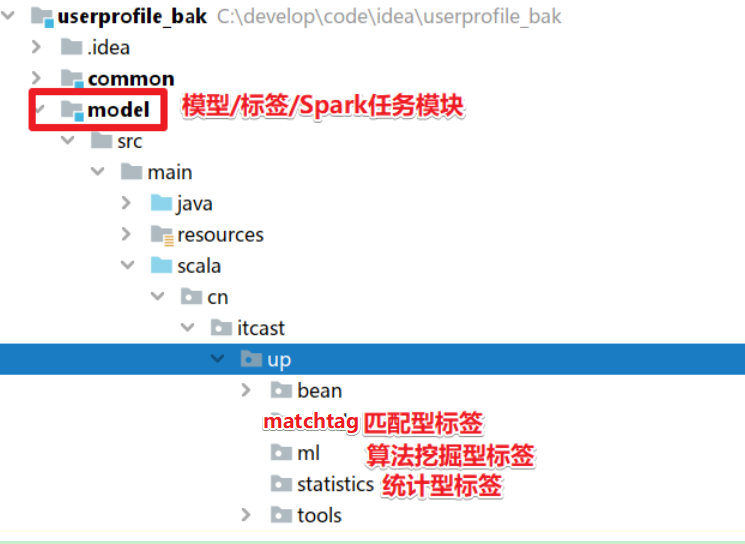 userprofile_bak C:\develop\code\idea\userprofile_bak
.idea
common
model 模型/标签/Spark任务模块
src
main
java
resources
scala
cn
itcast
up
bean
matchtag 匹配型标签
ml 算法挖掘型标签
statistics 统计型标签
tools